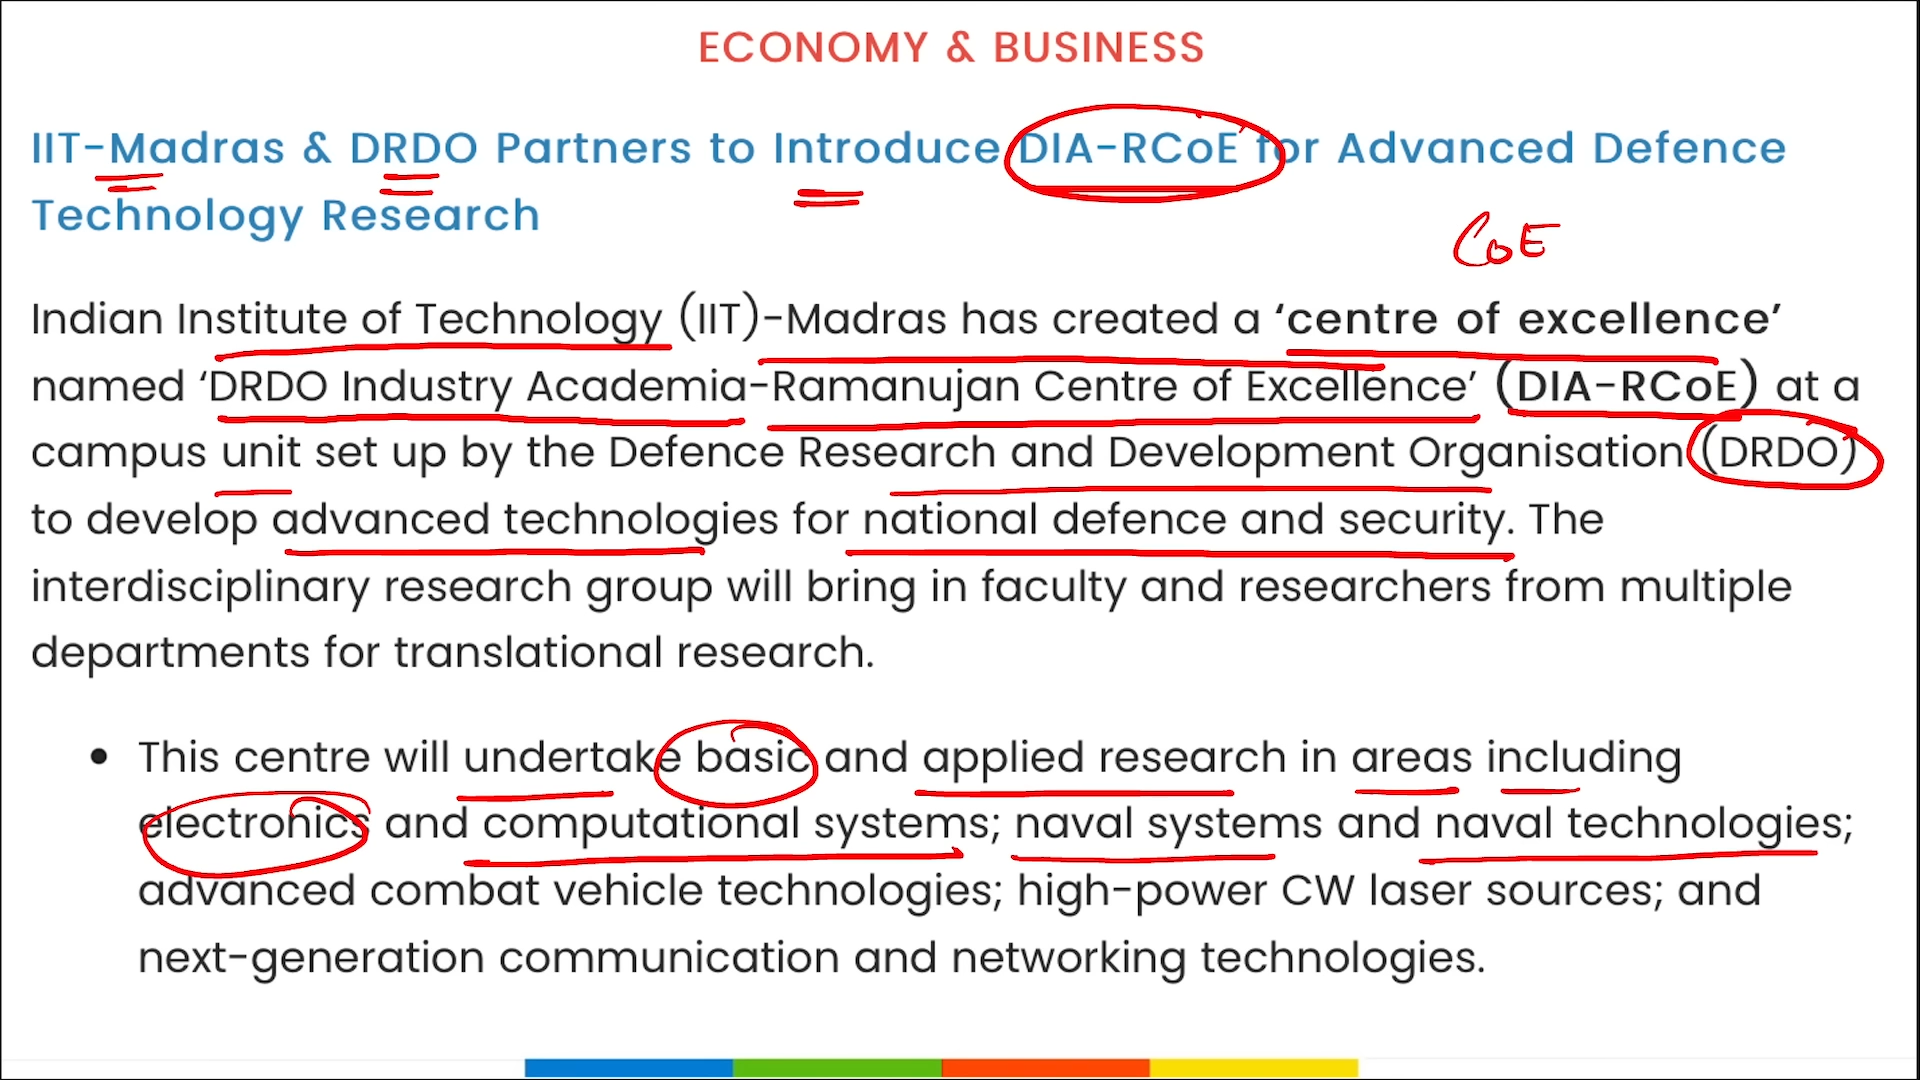 ECONOMY & BUSINESS
IIT-Madras & DRDO Partners to Introduce DIA-RCoE for Advanced Defence
Technology Research
CoE
Indian Institute of Technology (IIT)-Madras has created a ‘centre of excellence’
named ‘DRDO Industry Academia-Ramanujan Centre of Excellence’ (DIA-RCoE) at a
campus unit set up by the Defence Research and Development Organisation (DRDO)
to develop advanced technologies for national defence and security. The
interdisciplinary research group will bring in faculty and researchers from multiple
departments for translational research.
• This centre will undertake basic and applied research in areas including
electronics and computational systems; naval systems and naval technologies;
advanced combat vehicle technologies; high-power CW laser sources; and
next-generation communication and networking technologies.